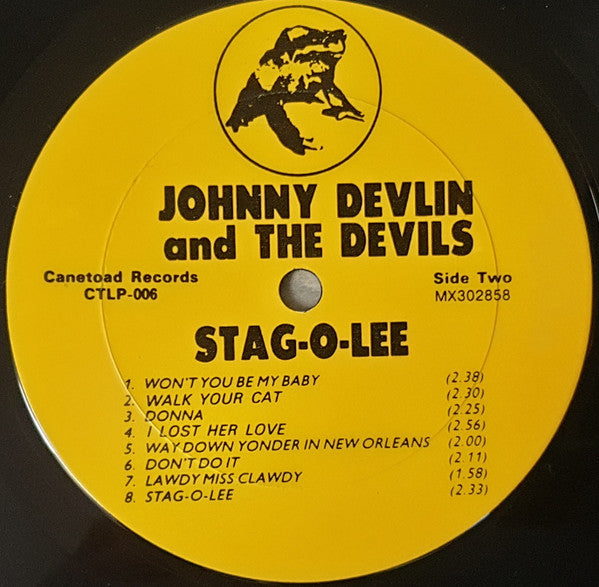 JOHNNY DEVLIN
and THE DEVILS
Canetoad Records
CTLP-006
Side Two
MX302858
STAG-O-LEE
1. WON'T YOU BE MY BABY (2.38)
2. WALK YOUR CAT (2.30)
3. DONNA (2.25)
4. I LOST HER LOVE (2.56)
5. WAY DOWN YONDER IN NEW ORLEANS (2.00)
6. DON'T DO IT (2.11)
7. LAWDY MISS CLAWDY (1.58)
8. STAG-O-LEE (2.33)